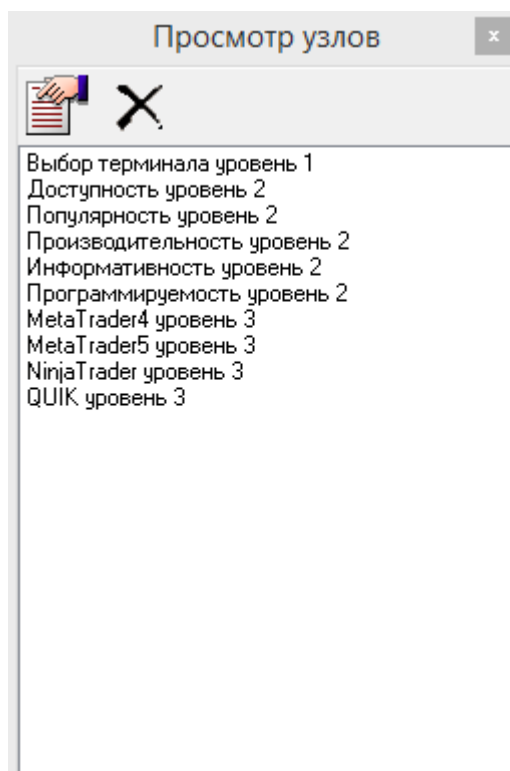 Просмотр узлов
x
Выбор терминала уровень 1
Доступность уровень 2
Популярность уровень 2
Производительность уровень 2
Информативность уровень 2
Программируемость уровень 2
MetaTrader4 уровень 3
MetaTrader5 уровень 3
NinjaTrader уровень 3
QUIK уровень 3